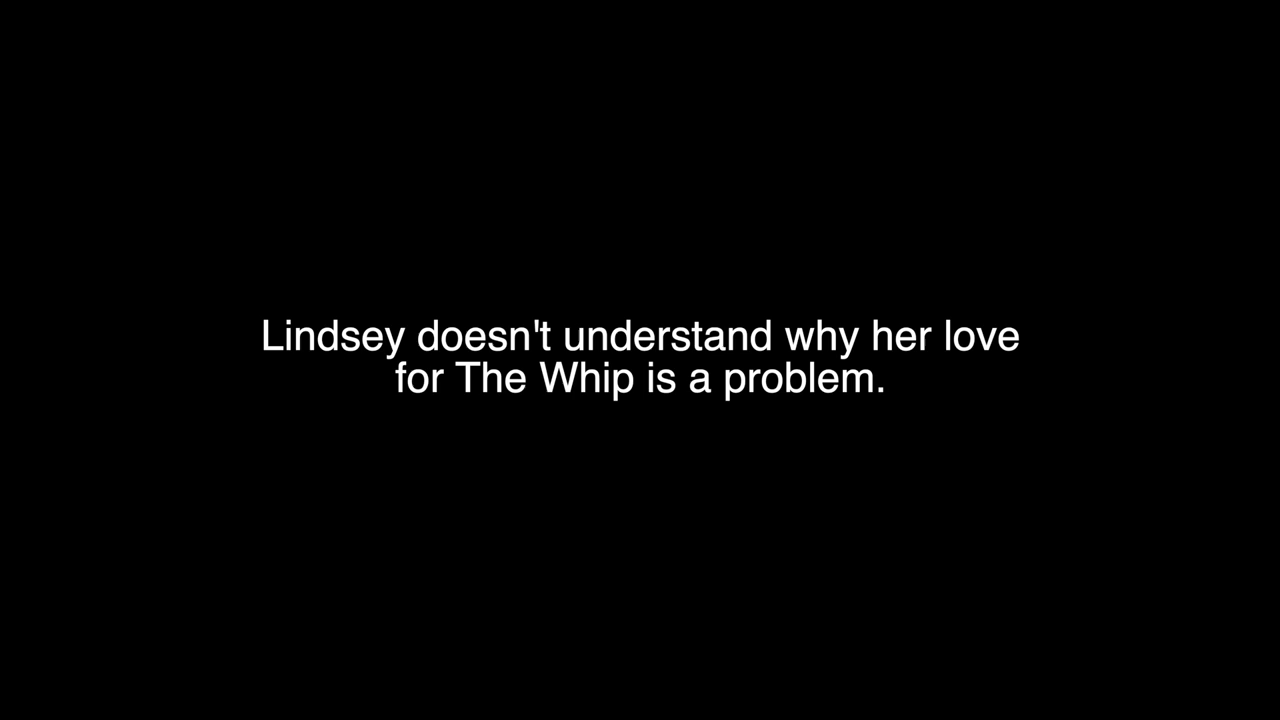 Lindsey doesn't understand why her love
for The Whip is a problem.